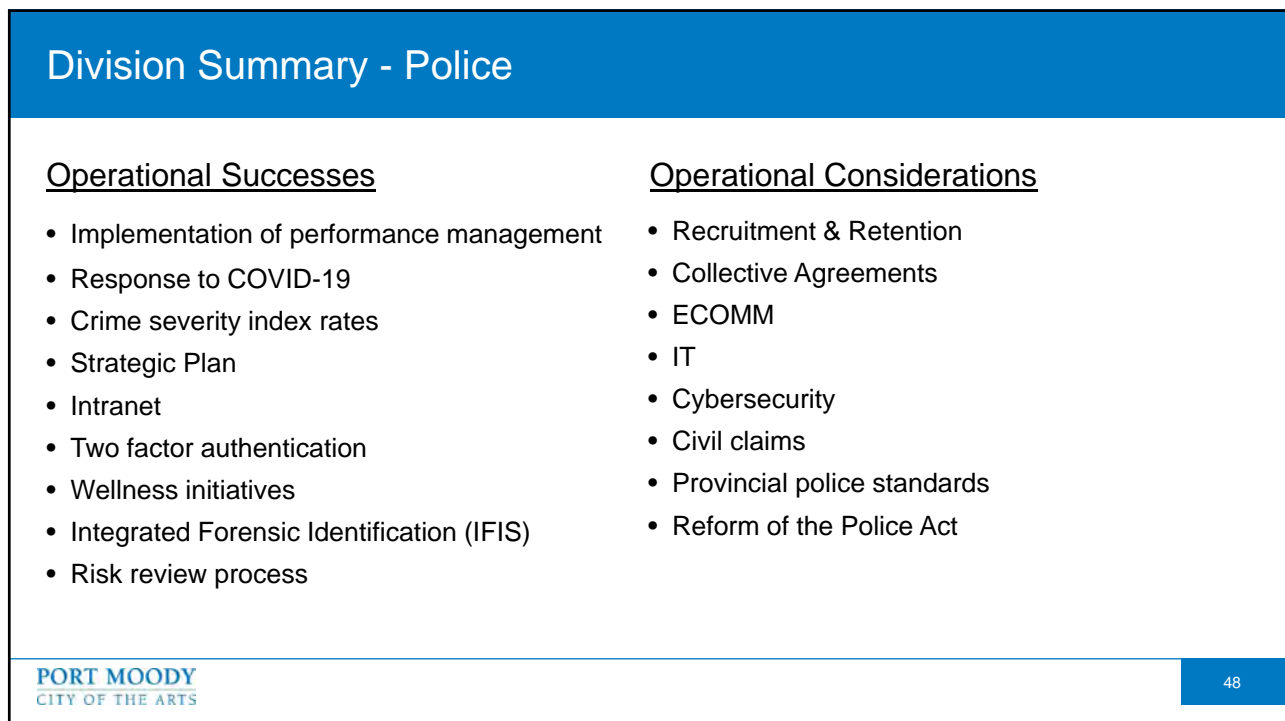 Division Summary - Police
Operational Successes
• Implementation of performance management
• Response to COVID-19
• Crime severity index rates
• Strategic Plan
• Intranet
• Two factor authentication
• Wellness initiatives
• Integrated Forensic Identification (IFIS)
• Risk review process
Operational Considerations
• Recruitment & Retention
• Collective Agreements
• ECOMM
• IT
• Cybersecurity
• Civil claims
• Provincial police standards
• Reform of the Police Act
PORT MOODY
CITY OF THE ARTS
48